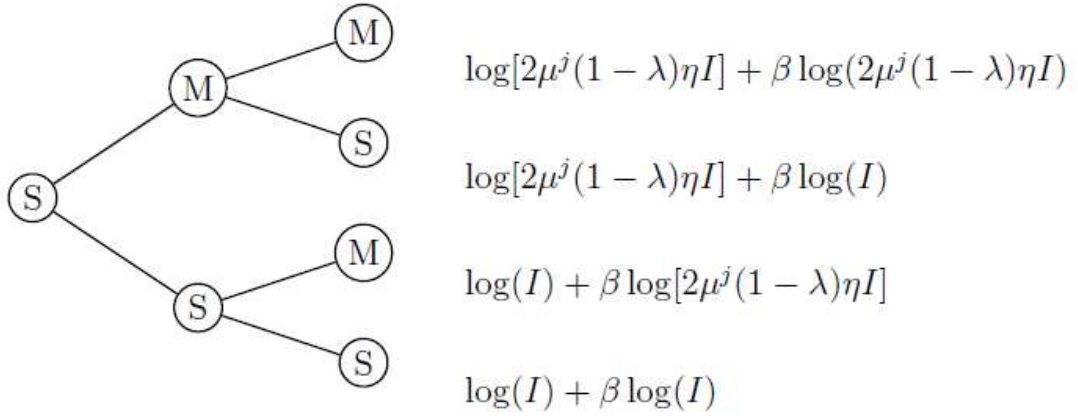 M
log[2μ^j(1 − λ)ηI] + β log(2μ^j(1 − λ)ηI)
M
S
log[2μ^j(1 − λ)ηI] + β log(I)
S
M
log(I) + β log[2μ^j(1 − λ)ηI]
S
S
log(I) + β log(I)